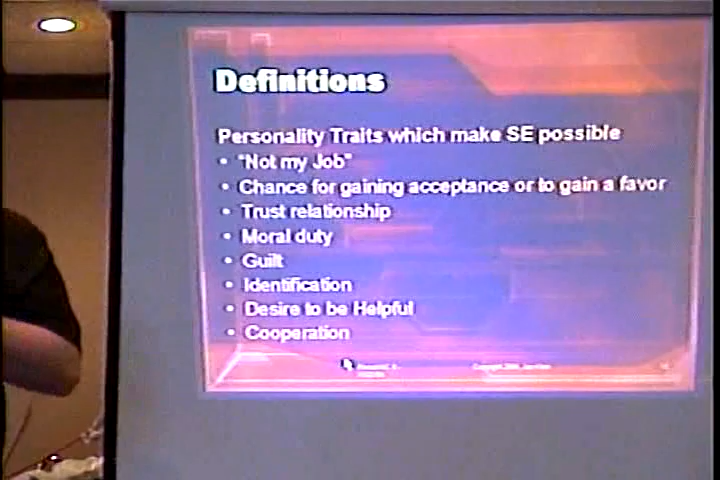 Definitions
Personality Traits which make SE possible
• "Not my Job"
• Chance for gaining acceptance or to gain a favor
• Trust relationship
• Moral duty
• Guilt
• Identification
• Desire to be Helpful
• Cooperation